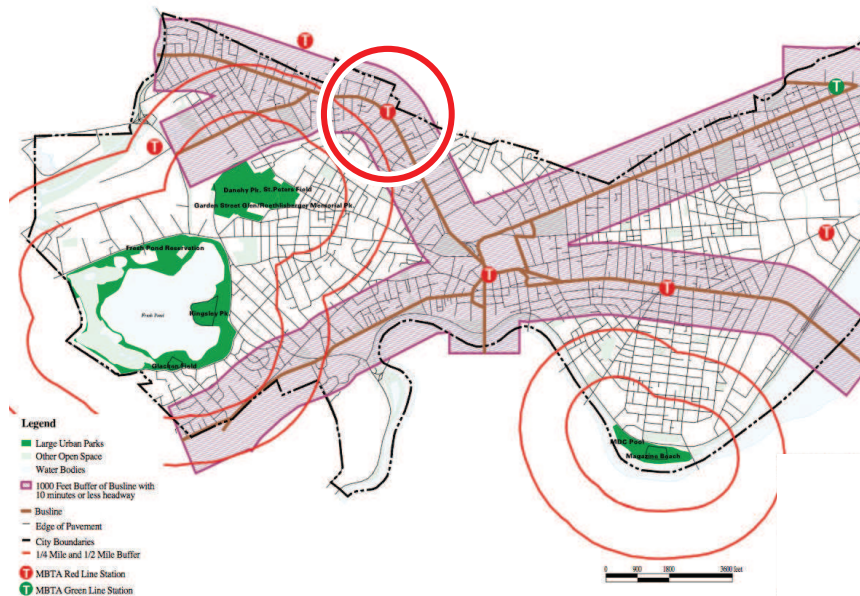 T
T
T
T
Danehy Pk. St.Peters Field
Garden Street Glen/Roethlisberger Memorial Pk.
T
Fresh Pond Reservation
T
T
Fresh Pond
Kingsley Pk.
Glacken Field
Legend
Large Urban Parks
Other Open Space
Water Bodies
1000 Feet Buffer of Busline with
10 minutes or less headway
Busline
Edge of Pavement
City Boundaries
1/4 Mile and 1/2 Mile Buffer
T MBTA Red Line Station
T MBTA Green Line Station
MDC Pool
Magazine Beach
0 900 1800 3600 feet